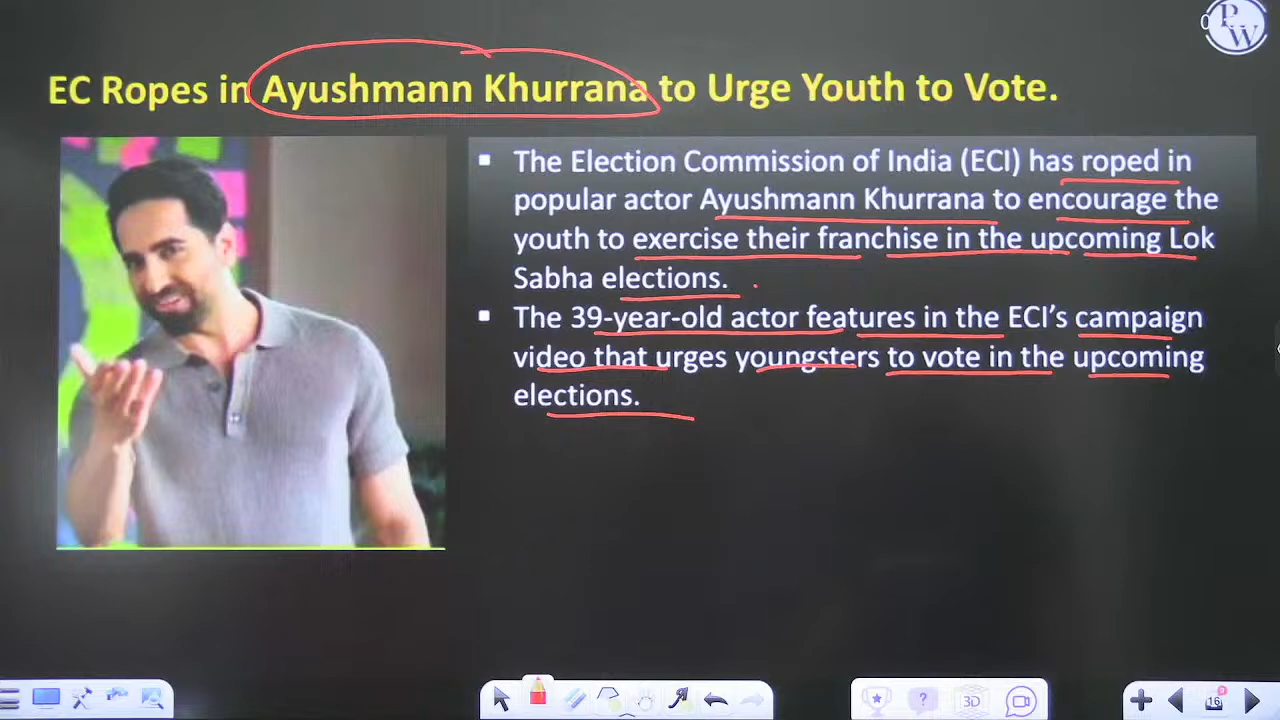 P
W
EC Ropes in Ayushmann Khurrana to Urge Youth to Vote.
▪ The Election Commission of India (ECI) has roped in
popular actor Ayushmann Khurrana to encourage the
youth to exercise their franchise in the upcoming Lok
Sabha elections.
▪ The 39-year-old actor features in the ECI’s campaign
video that urges youngsters to vote in the upcoming
elections.
?
3D
16